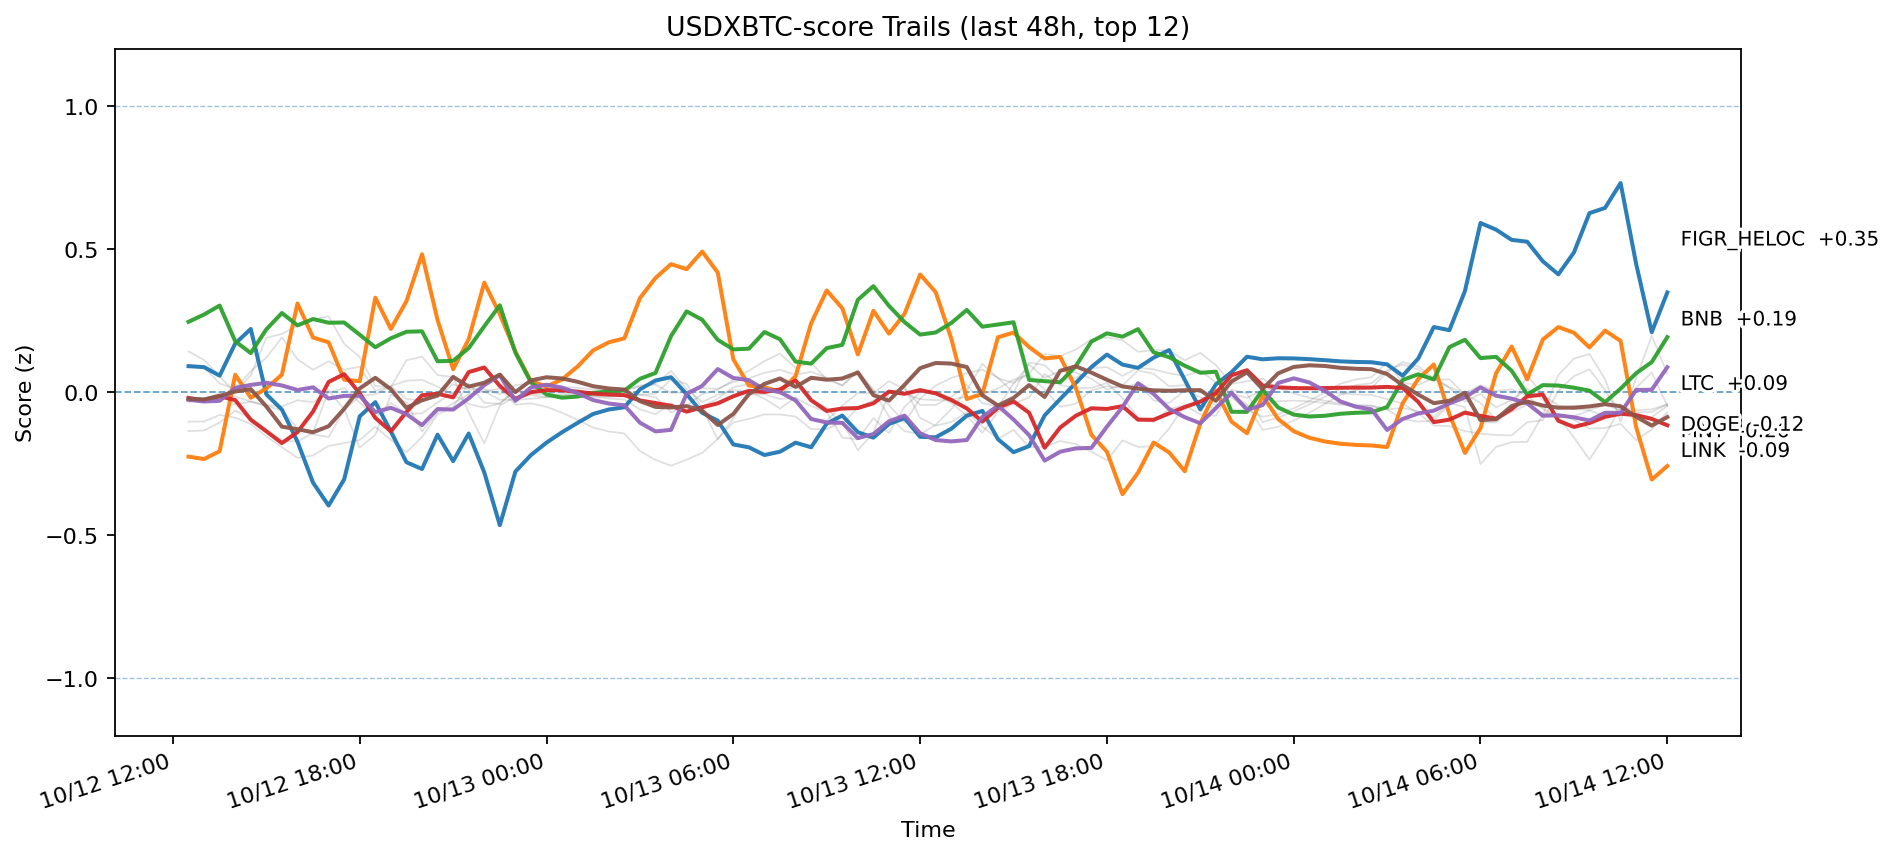 USDXBTC-score Trails (last 48h, top 12)
Score (z)
1.0
0.5
0.0
−0.5
−1.0
FIGR_HELOC +0.35
BNB +0.19
LTC +0.09
DOGE -0.12
LINK -0.09
10/12 12:00
10/12 18:00
10/13 00:00
10/13 06:00
10/13 12:00
10/13 18:00
10/14 00:00
10/14 06:00
10/14 12:00
Time